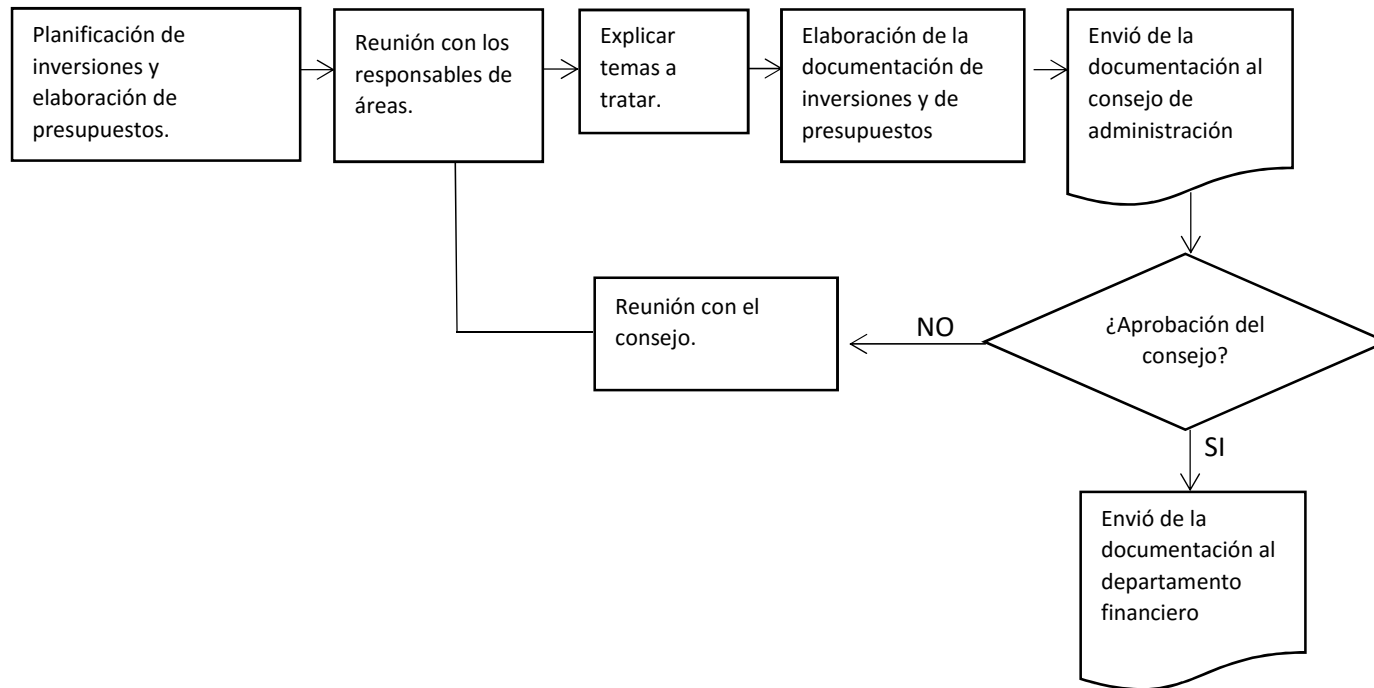 Planificación de
inversiones y
elaboración de
presupuestos.
Reunión con los
responsables de
áreas.
Explicar
temas a
tratar.
Elaboración de la
documentación de
inversiones y de
presupuestos
Envió de la
documentación al
consejo de
administración
¿Aprobación del
consejo?
NO
Reunión con el
consejo.
SI
Envió de la
documentación al
departamento
financiero